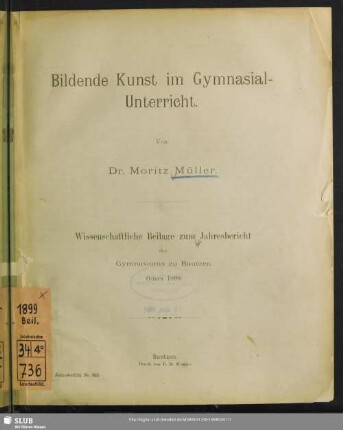 Bildende Kunst im Gymnasial-
Unterricht.
Von
Dr. Moritz Müller.
Wissenschaftliche Beilage zum Jahresbericht
des
Gymnasiums zu Bautzen
Ostern 1899
1899
Beil.
34 4°
736
Bautzen
SLUB